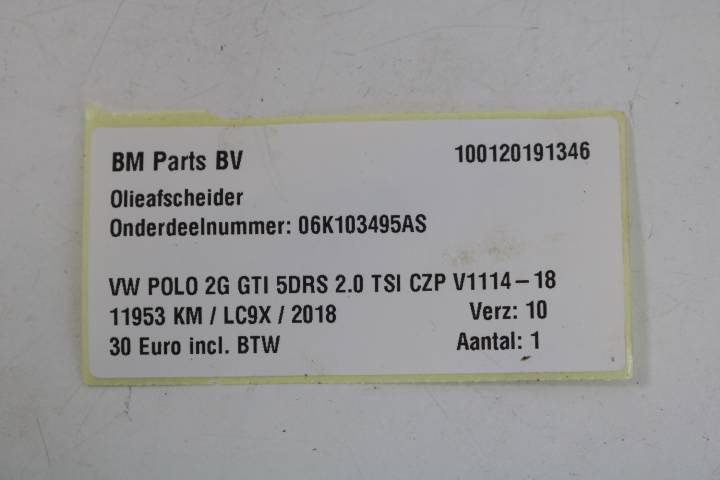 BM Parts BV 100120191346
Olieafscheider
Onderdeelnummer: 06K103495AS
VW POLO 2G GTI 5DRS 2.0 TSI CZP V1114-18
11953 KM / LC9X / 2018 Verz: 10
30 Euro incl. BTW Aantal: 1